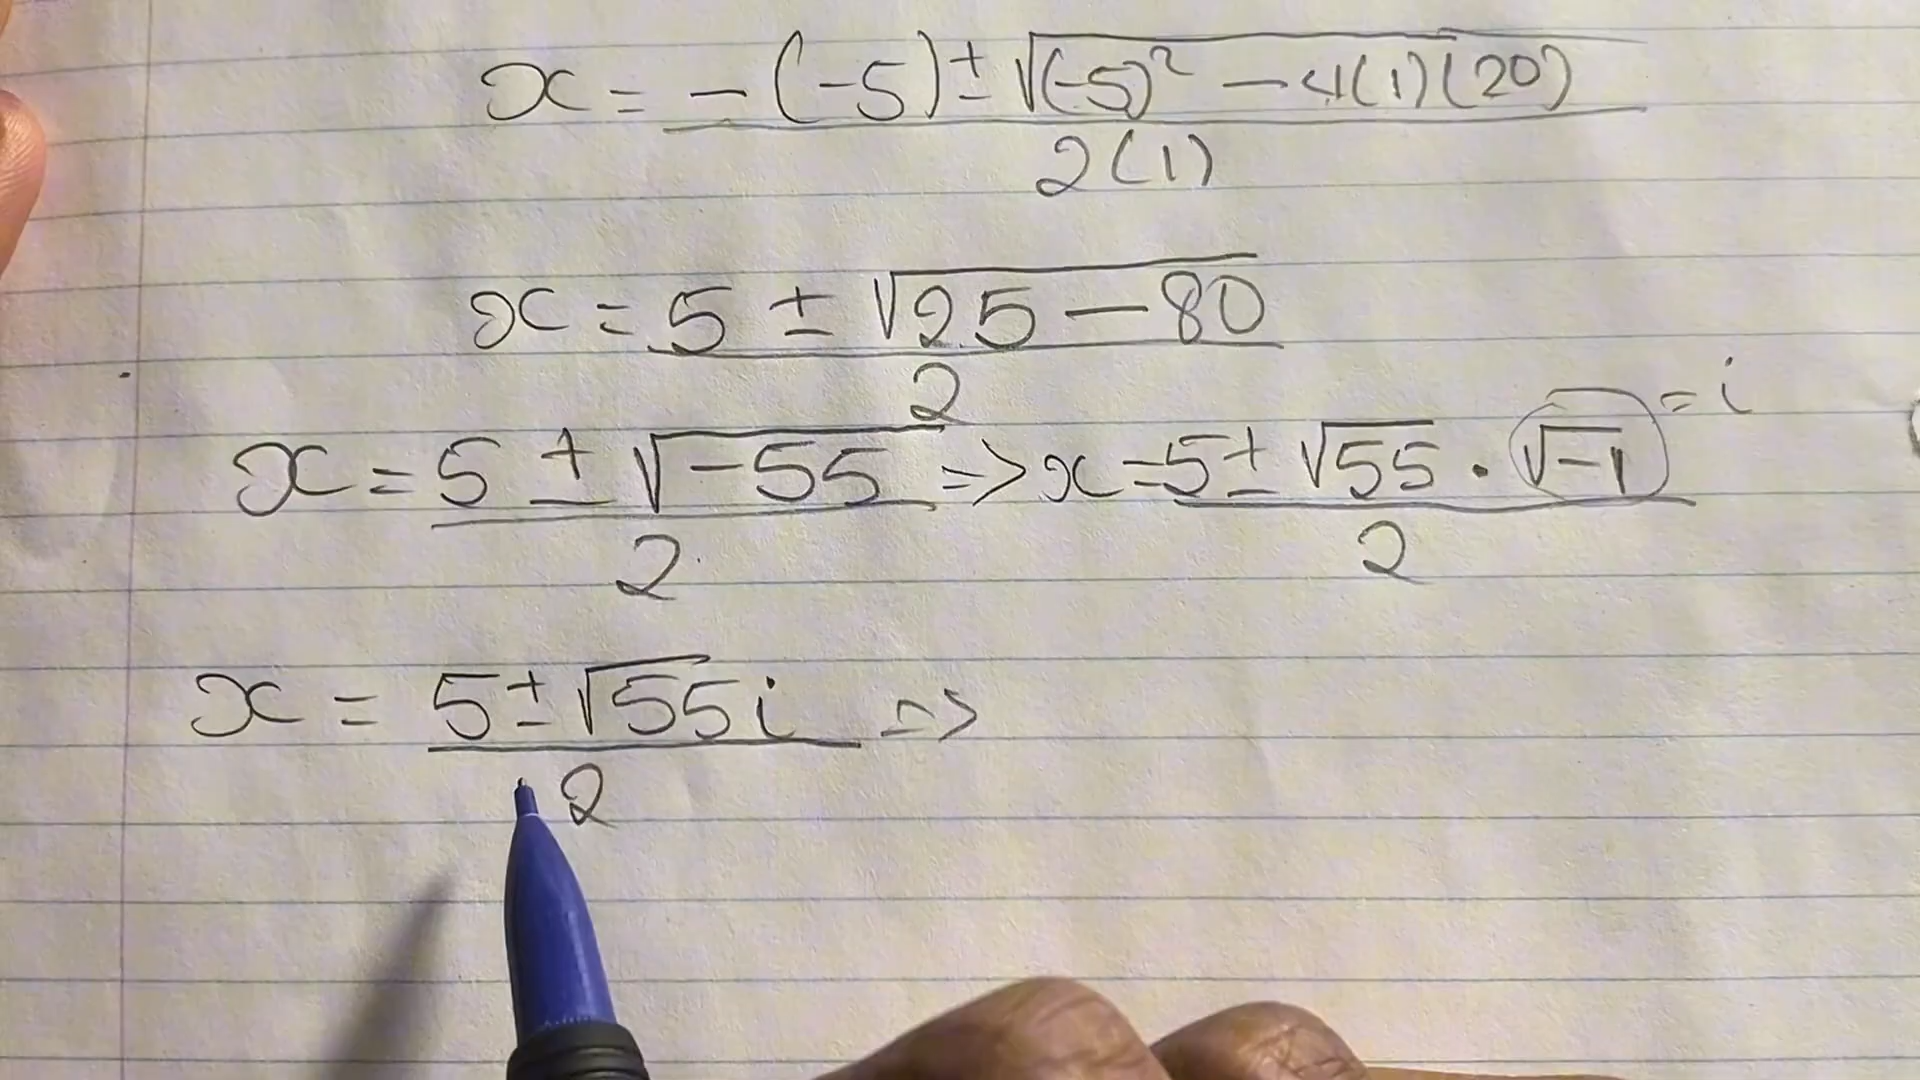 x = -(-5) ± √(-5)² - 4(1)(20)
2(1)
x = 5 ± √25 - 80
2
= i
x = 5 ± √-55 => x = 5 ± √55 · √-1
2 2
x = 5 ± √55i =>
2